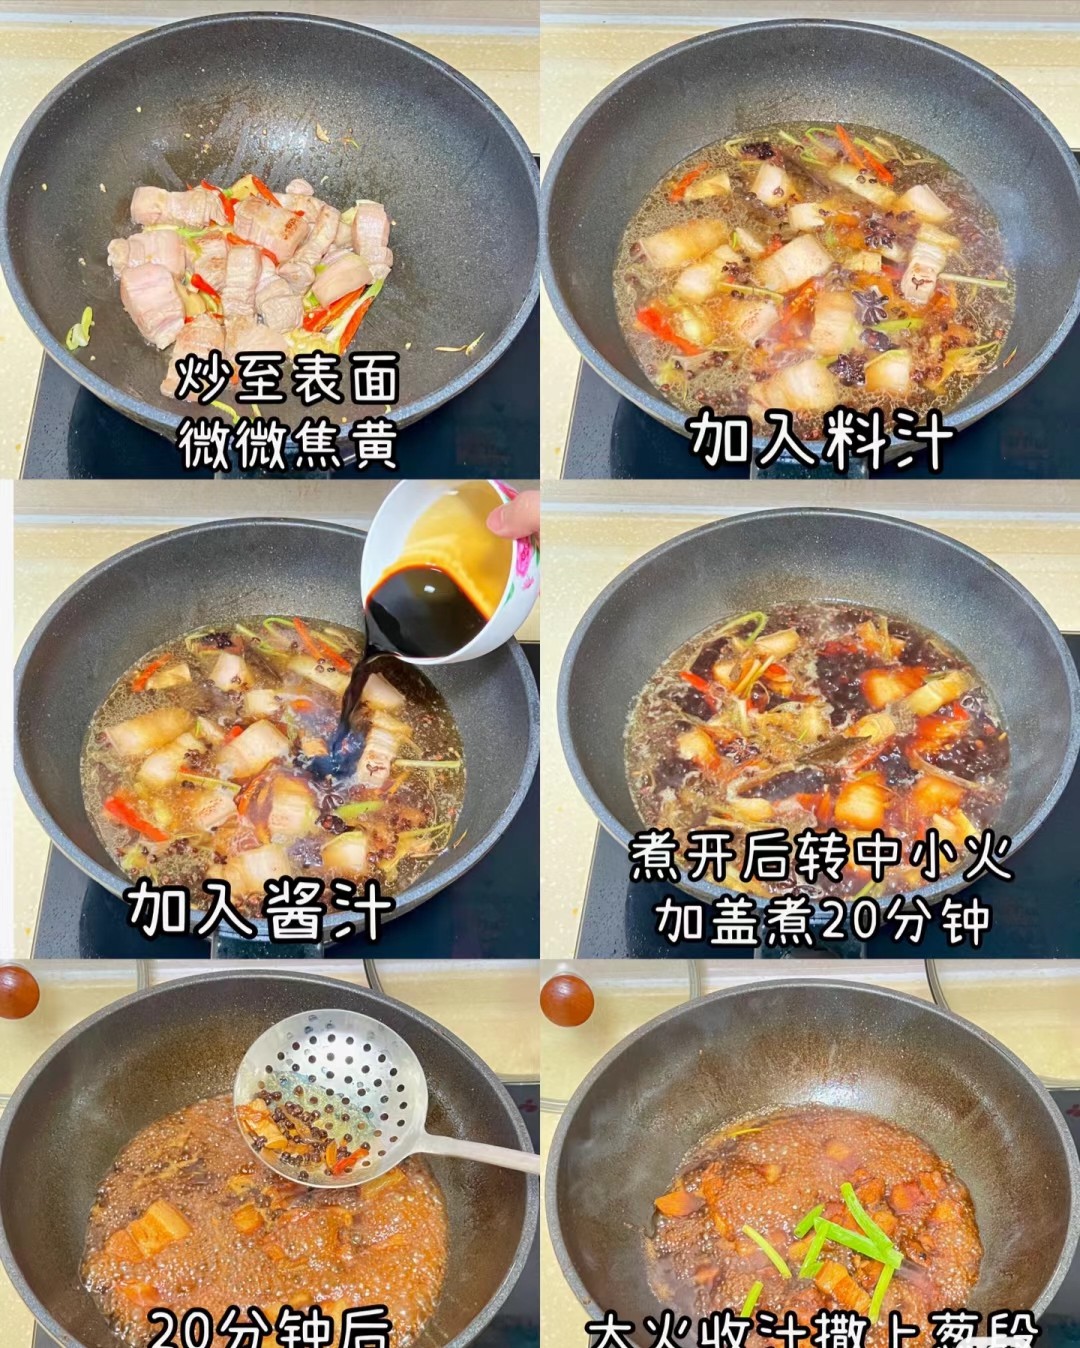 炒至表面
微微焦黄
加入料汁
加入酱汁
煮开后转中小火
加盖煮20分钟
20分钟后
大火收汁撒上葱段